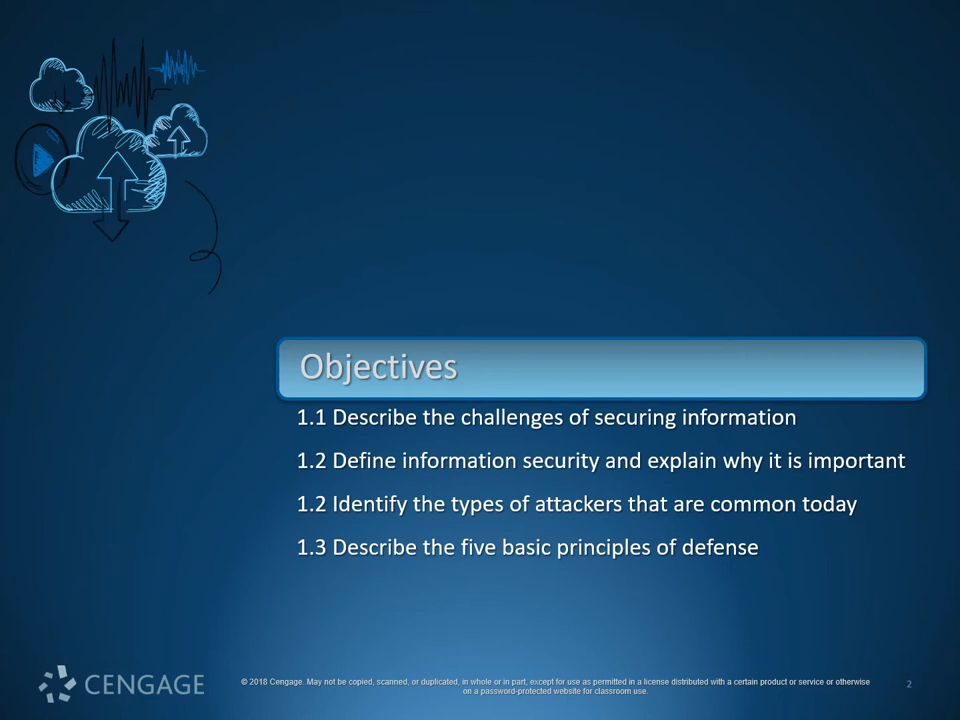 Objectives
1.1 Describe the challenges of securing information
1.2 Define information security and explain why it is important
1.2 Identify the types of attackers that are common today
1.3 Describe the five basic principles of defense
CENGAGE
© 2018 Cengage. May not be copied, scanned, or duplicated, in whole or in part, except for use as permitted in a license distributed with a certain product or service or otherwise
on a password-protected website for classroom use.
2